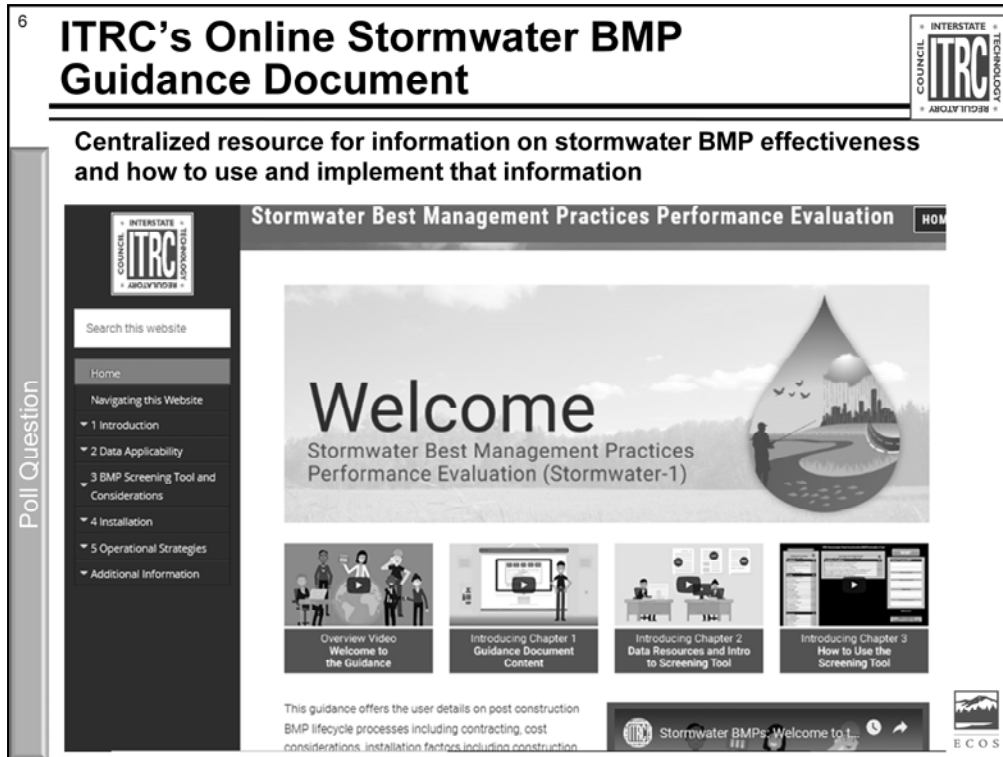 6
ITRC's Online Stormwater BMP
Guidance Document
INTERSTATE
COUNCIL
ITRC
TECHNOLOGY
REGULATORY
Centralized resource for information on stormwater BMP effectiveness
and how to use and implement that information
Poll Question
INTERSTATE
COUNCIL
ITRC
TECHNOLOGY
REGULATORY
Stormwater Best Management Practices Performance Evaluation
HOM
Search this website
Home
Navigating this Website
1 Introduction
2 Data Applicability
3 BMP Screening Tool and
Considerations
4 Installation
5 Operational Strategies
Additional Information
Welcome
Stormwater Best Management Practices
Performance Evaluation (Stormwater-1)
Overview Video
Welcome to
the Guidance
Introducing Chapter 1
Guidance Document
Content
Introducing Chapter 2
Data Resources and Intro
to Screening Tool
Introducing Chapter 3
How to Use the
Screening Tool
This guidance offers the user details on post construction
BMP lifecycle processes including contracting, cost
considerations, installation factors including construction
Stormwater BMPs: Welcome to t...
ECOS